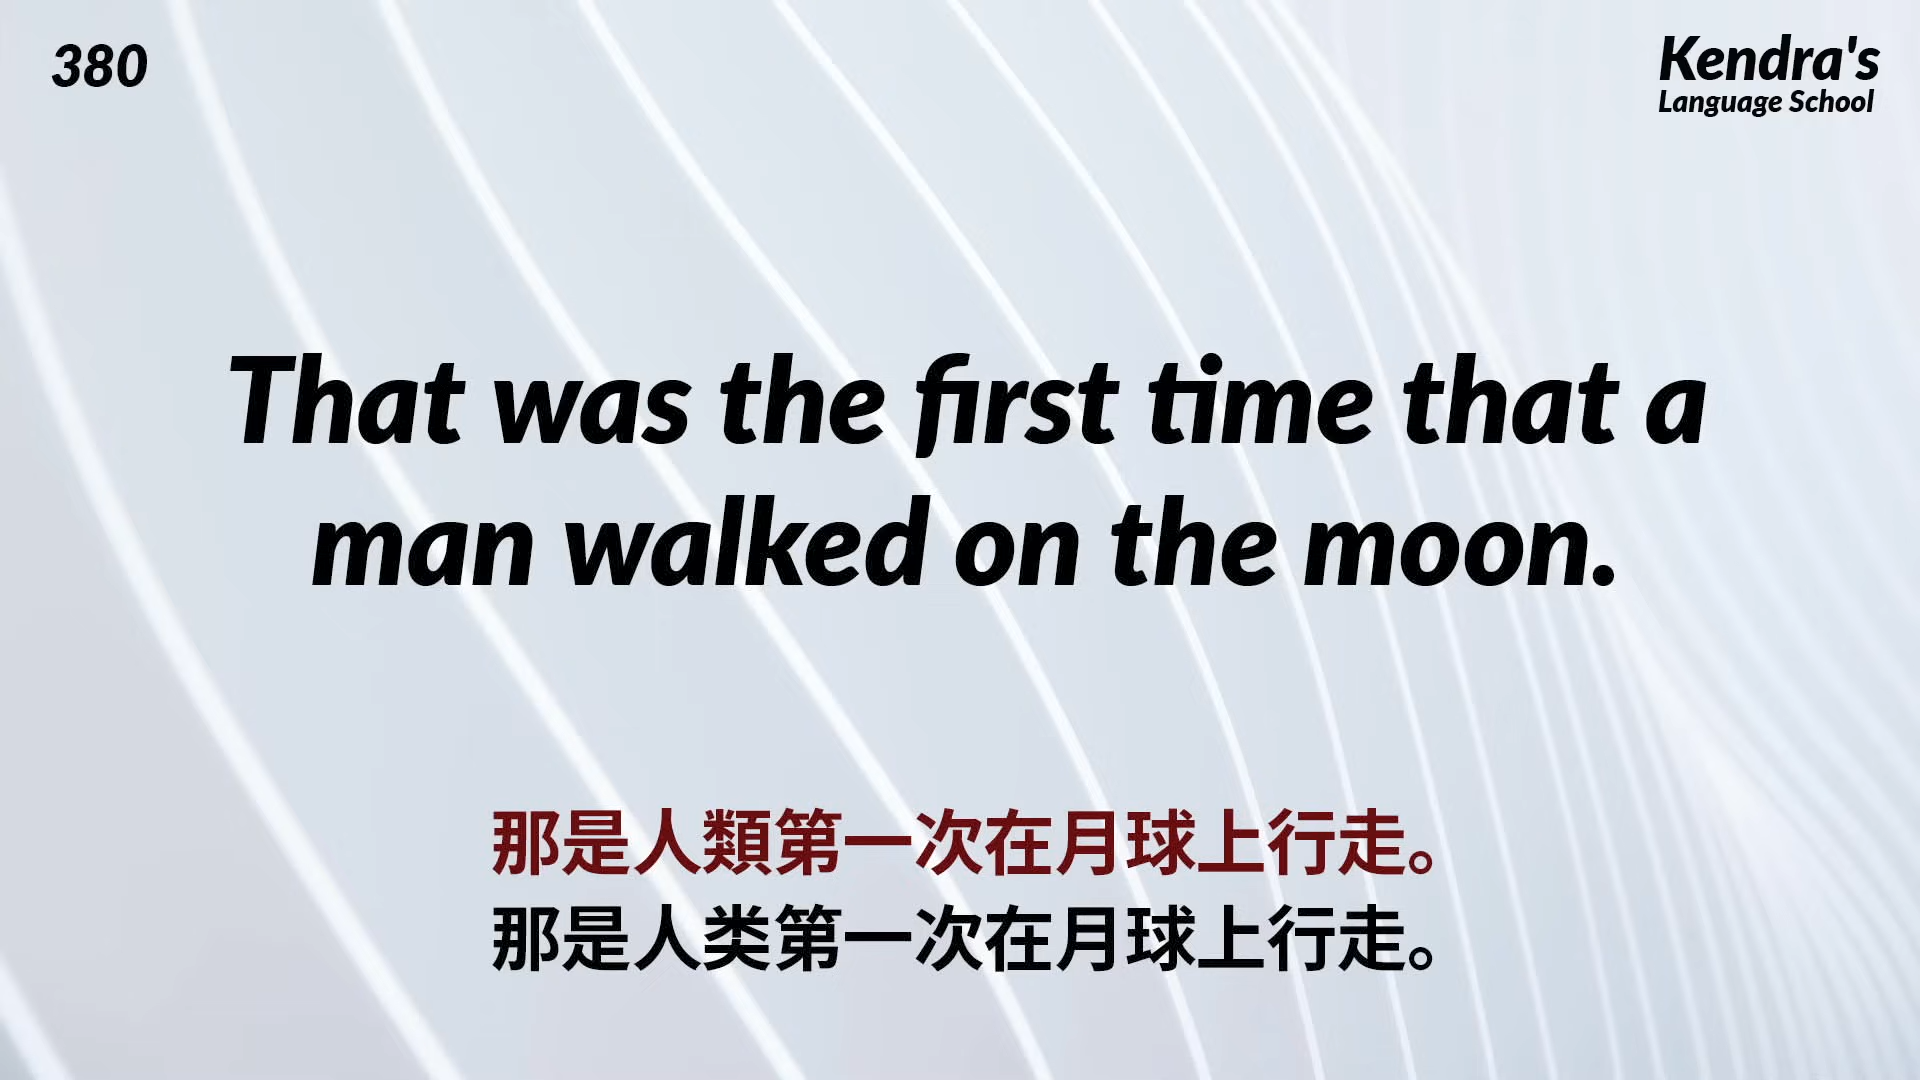 380
Kendra's
Language School
That was the first time that a
man walked on the moon.
那是人類第一次在月球上行走。
那是人类第一次在月球上行走。